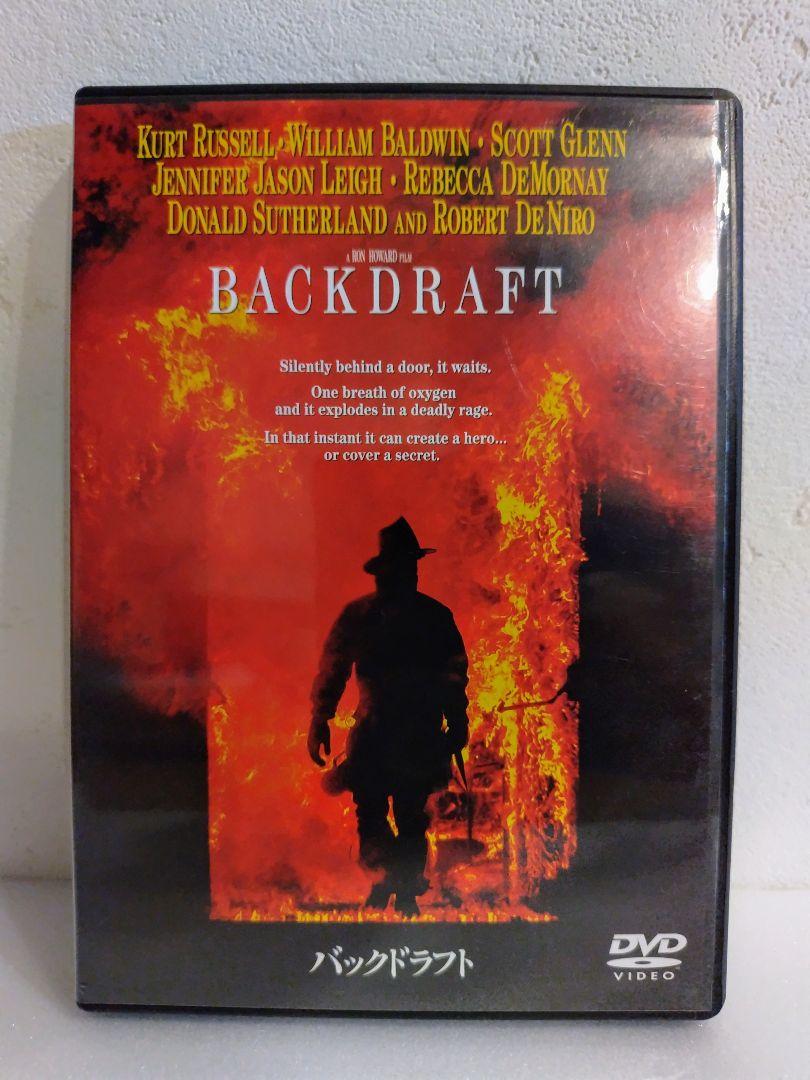 KURT RUSSELL · WILLIAM BALDWIN · SCOTT GLENN
JENNIFER JASON LEIGH · REBECCA DEMORNAY
DONALD SUTHERLAND AND ROBERT DE NIRO
A RON HOWARD FILM
BACKDRAFT
Silently behind a door, it waits.
One breath of oxygen
and it explodes in a deadly rage.
In that instant it can create a hero...
or cover a secret.
バックドラフト
DVD
VIDEO